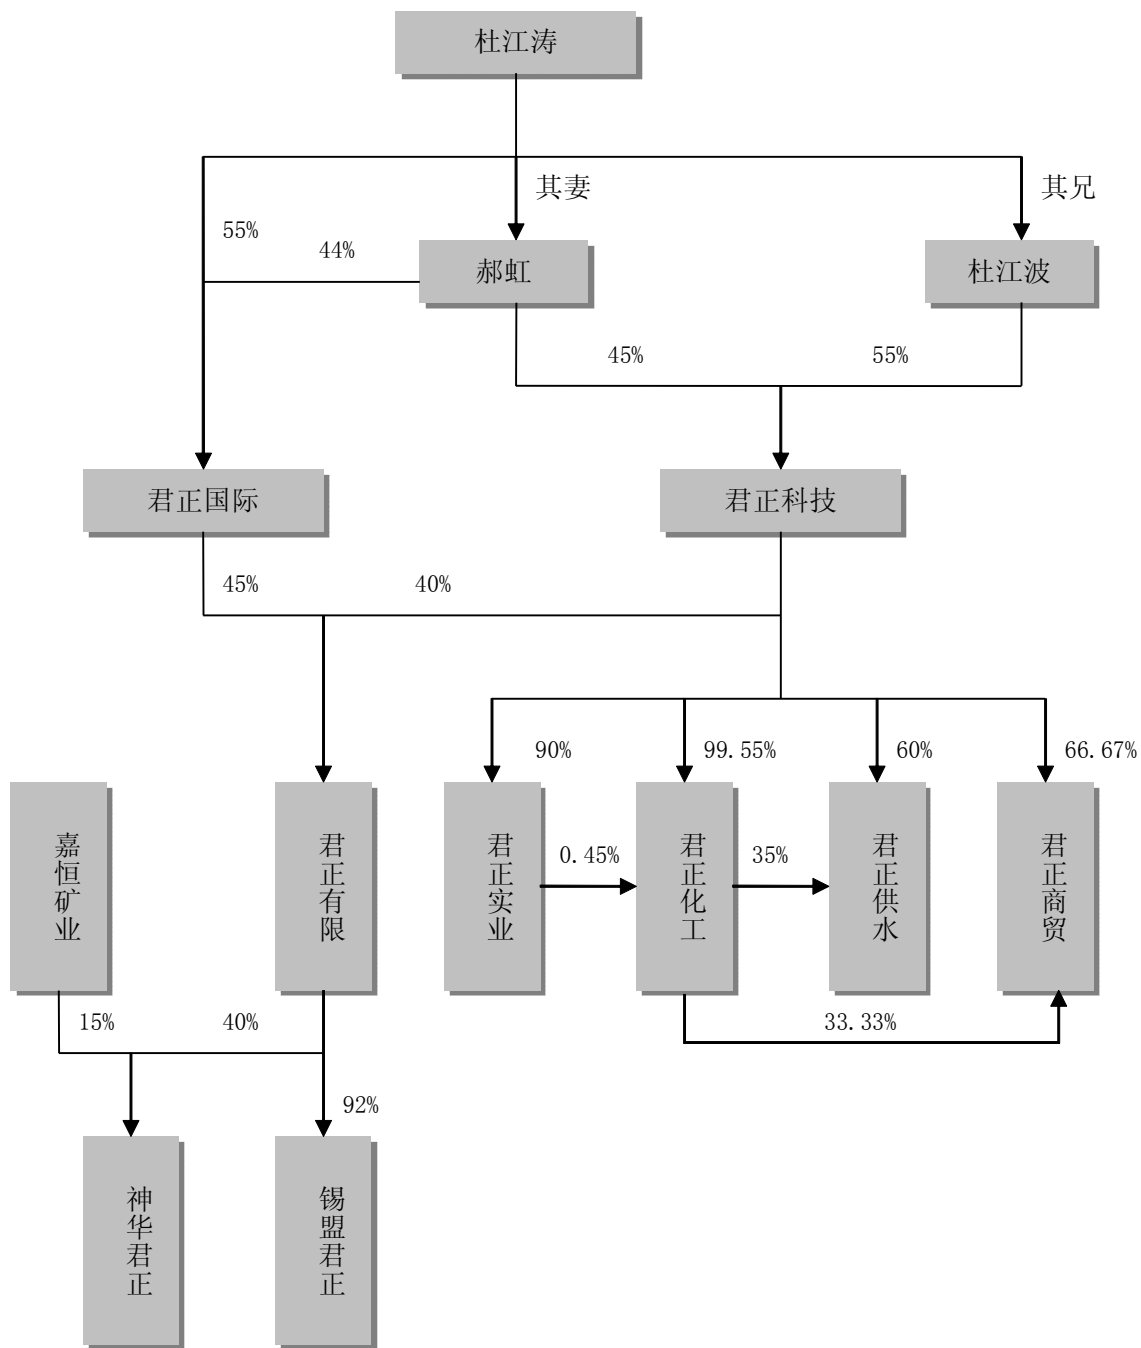 杜江涛
其妻
其兄
55%
44%
郝虹
杜江波
45%
55%
君正国际
君正科技
45%
40%
90%
99.55%
60%
66.67%
嘉恒矿业
君正有限
君正实业
0.45%
君正化工
35%
君正供水
君正商贸
15%
40%
33.33%
92%
神华君正
锡盟君正